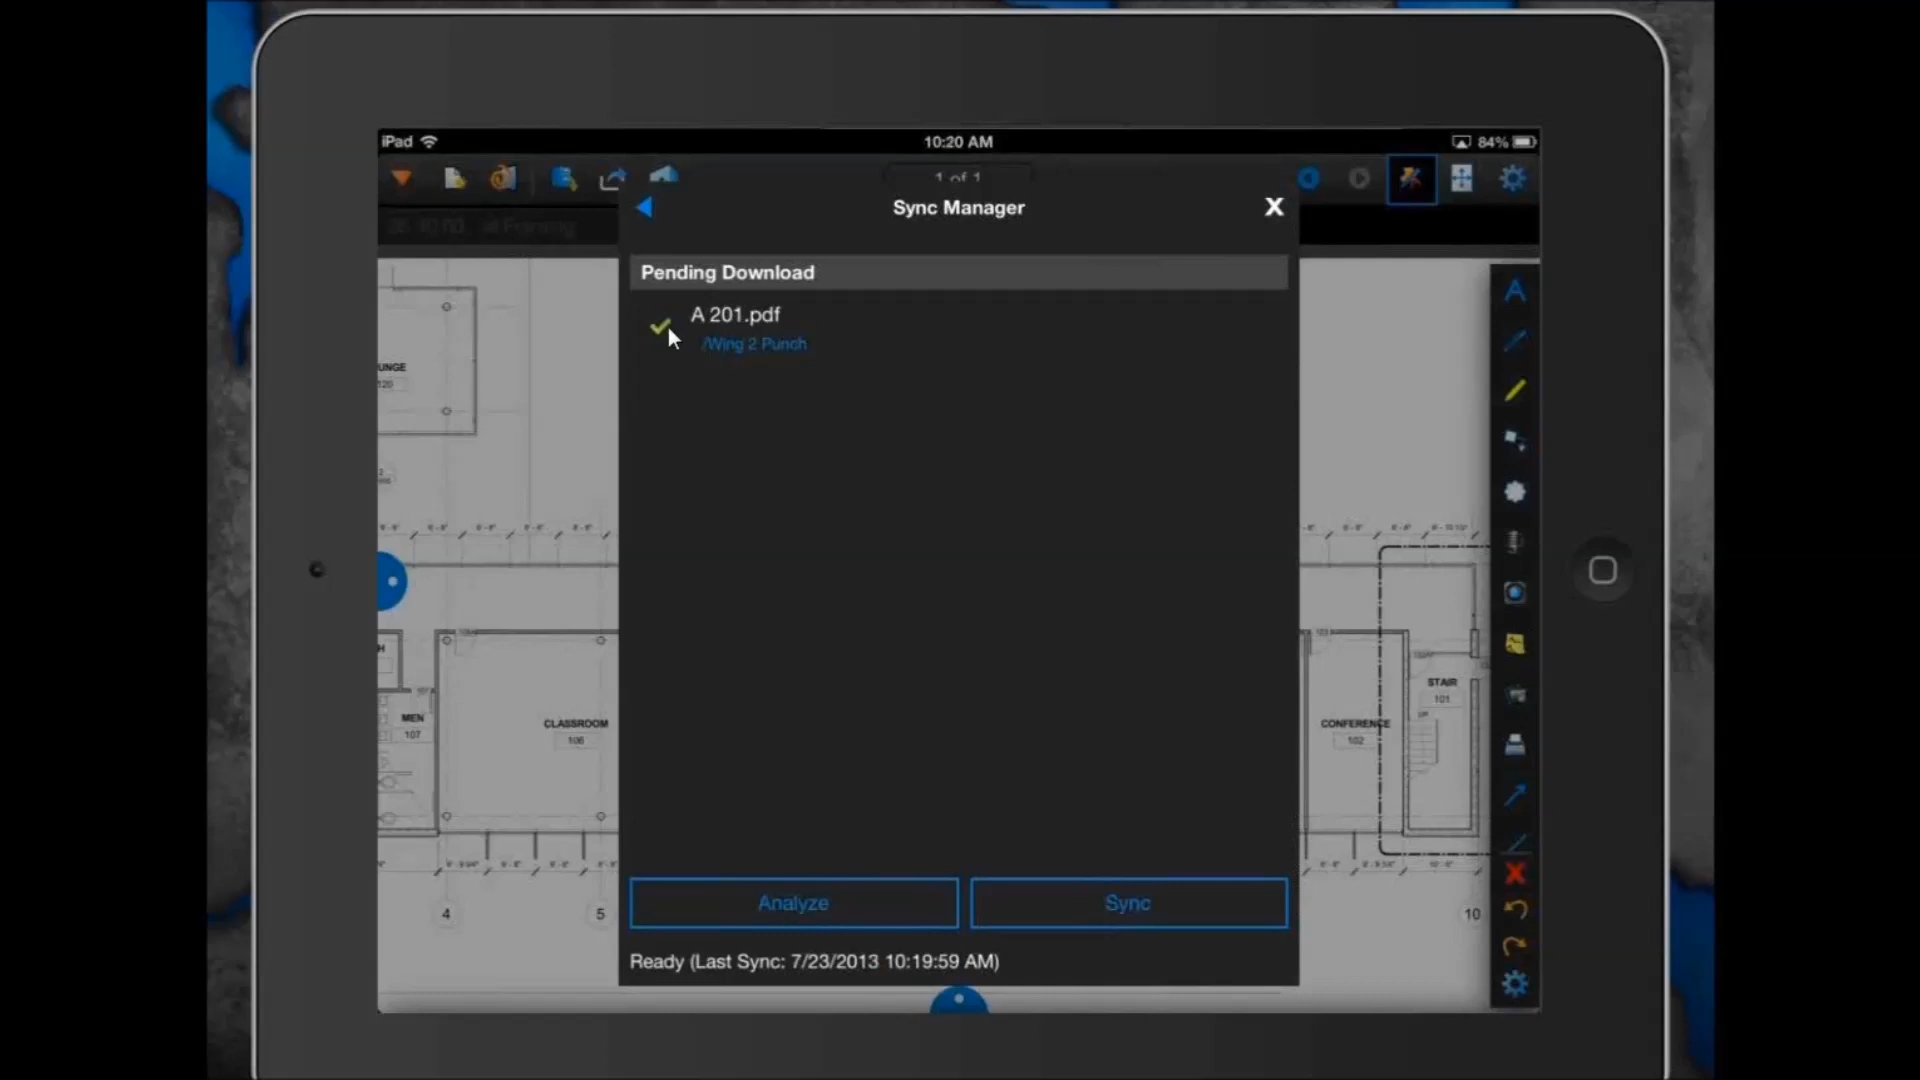 iPad
10:20 AM
84%
1 of 1
Sync Manager
X
Pending Download
A 201.pdf
/Wing 2 Punch
UNGE
120
MEN
107
CLASSROOM
106
CONFERENCE
102
STAIR
101
UP
Analyze
Sync
4
5
10
Ready (Last Sync: 7/23/2013 10:19:59 AM)